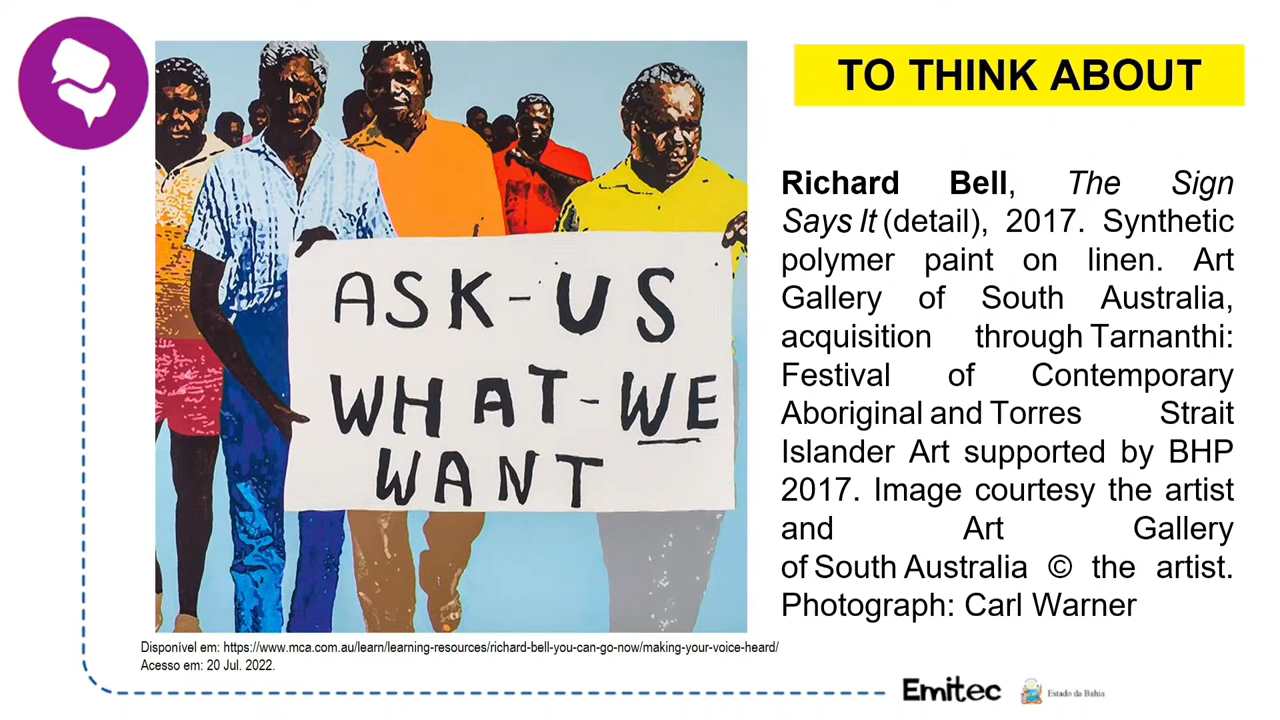 TO THINK ABOUT
ASK-US
WHAT-WE
WANT
Richard Bell, The Sign
Says It (detail), 2017. Synthetic
polymer paint on linen. Art
Gallery of South Australia,
acquisition through Tarnanthi:
Festival of Contemporary
Aboriginal and Torres Strait
Islander Art supported by BHP
2017. Image courtesy the artist
and Art Gallery
of South Australia © the artist.
Photograph: Carl Warner
Disponível em: https://www.mca.com.au/learn/learning-resources/richard-bell-you-can-go-now/making-your-voice-heard/
Acesso em: 20 Jul. 2022.
Emitec
Estado da Bahia